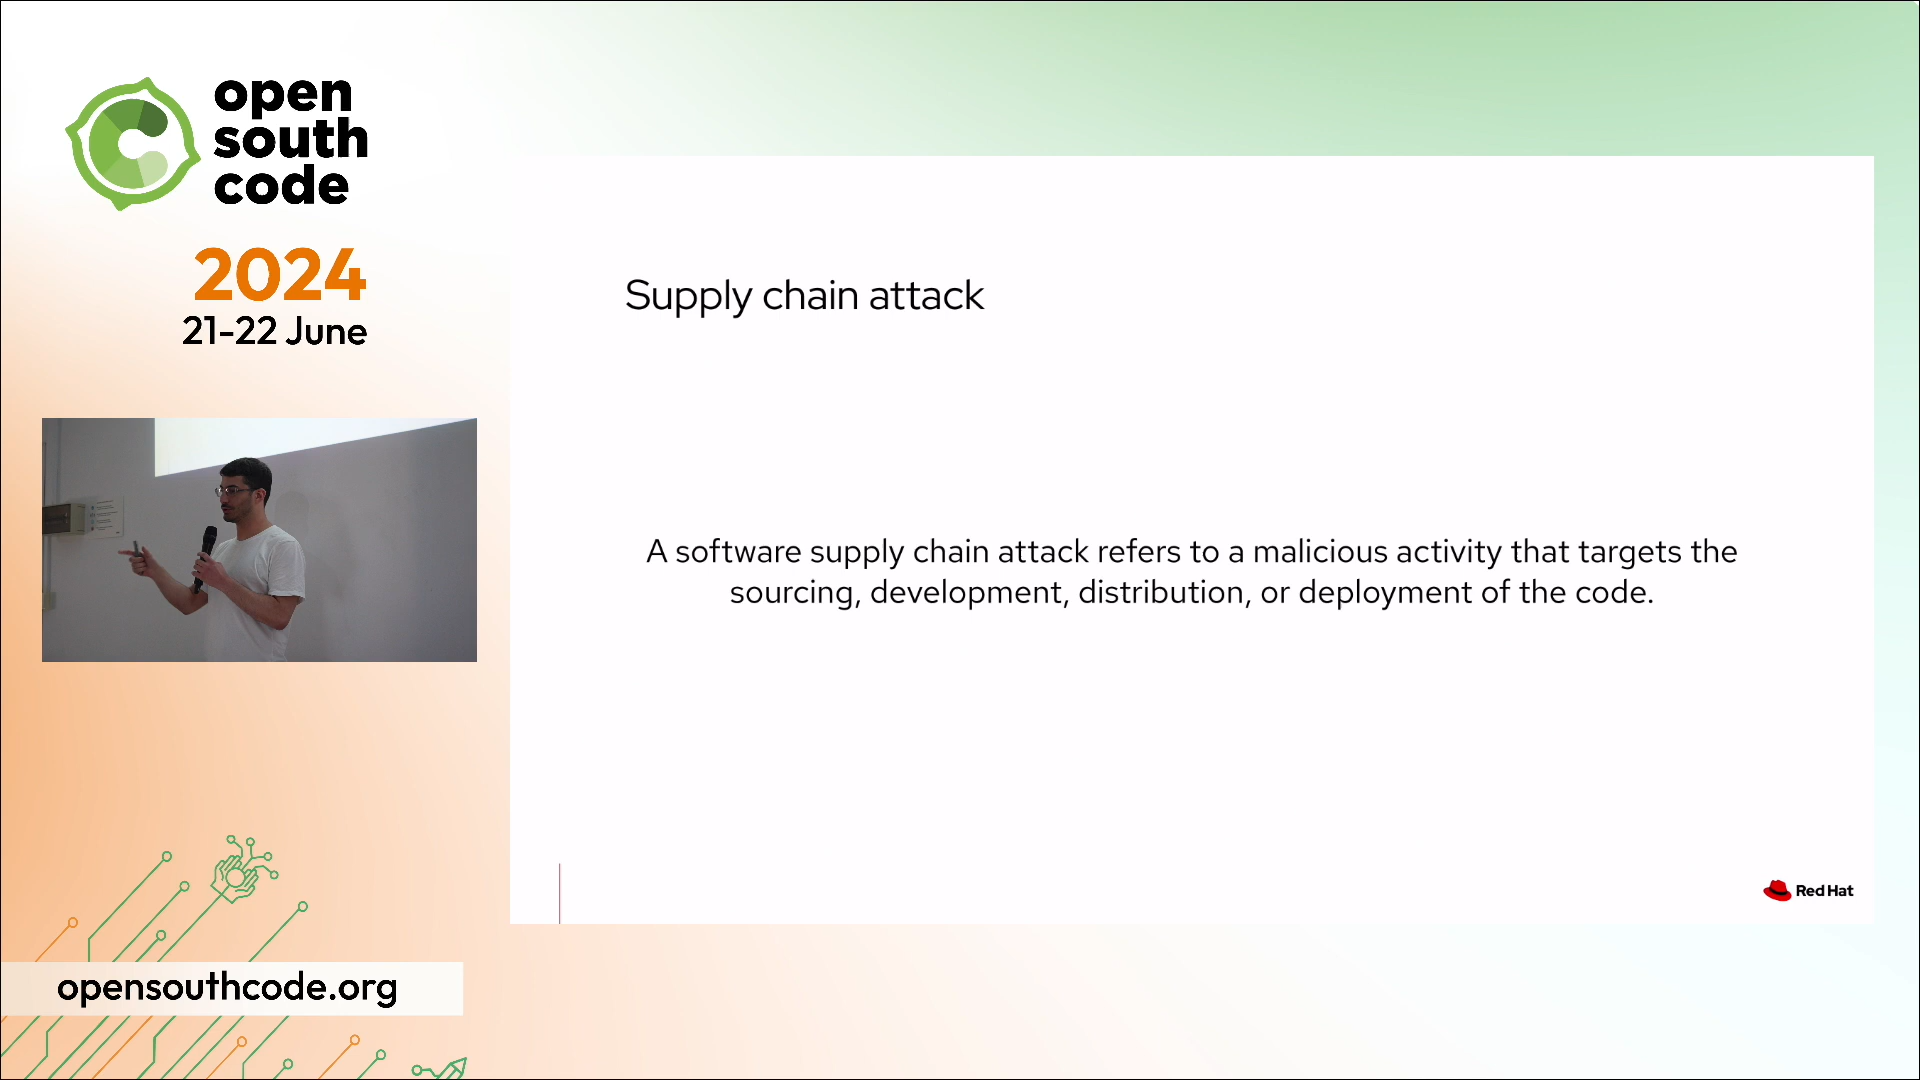 open
south
code
2024
21-22 June
Supply chain attack
A software supply chain attack refers to a malicious activity that targets the
sourcing, development, distribution, or deployment of the code.
Red Hat
opensouthcode.org